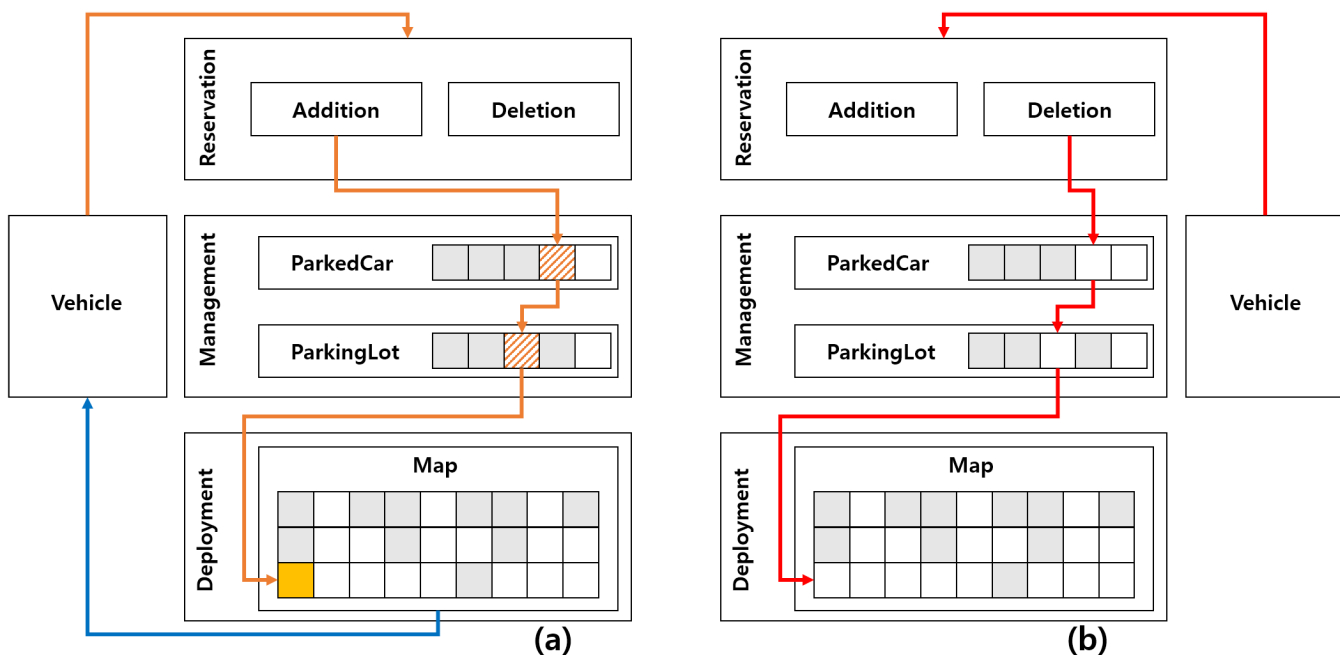 Reservation
Addition
Deletion
Vehicle
Management
ParkedCar
ParkingLot
Deployment
Map
(a)
Reservation
Addition
Deletion
Management
ParkedCar
ParkingLot
Vehicle
Deployment
Map
(b)